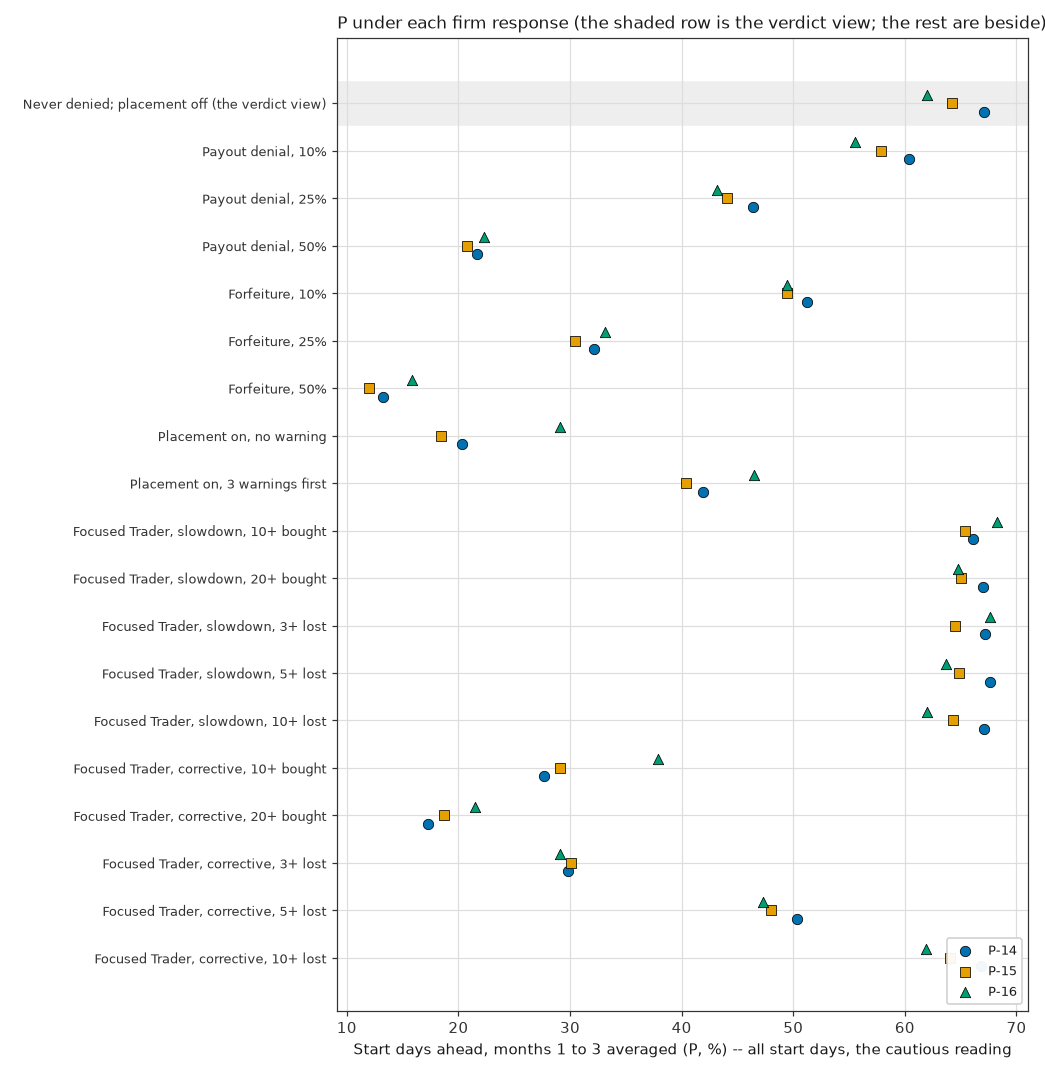 P under each firm response (the shaded row is the verdict view; the rest are beside)
Never denied; placement off (the verdict view)
Payout denial, 10%
Payout denial, 25%
Payout denial, 50%
Forfeiture, 10%
Forfeiture, 25%
Forfeiture, 50%
Placement on, no warning
Placement on, 3 warnings first
Focused Trader, slowdown, 10+ bought
Focused Trader, slowdown, 20+ bought
Focused Trader, slowdown, 3+ lost
Focused Trader, slowdown, 5+ lost
Focused Trader, slowdown, 10+ lost
Focused Trader, corrective, 10+ bought
Focused Trader, corrective, 20+ bought
Focused Trader, corrective, 3+ lost
Focused Trader, corrective, 5+ lost
Focused Trader, corrective, 10+ lost
P-14
P-15
P-16
10 20 30 40 50 60 70
Start days ahead, months 1 to 3 averaged (P, %) -- all start days, the cautious reading